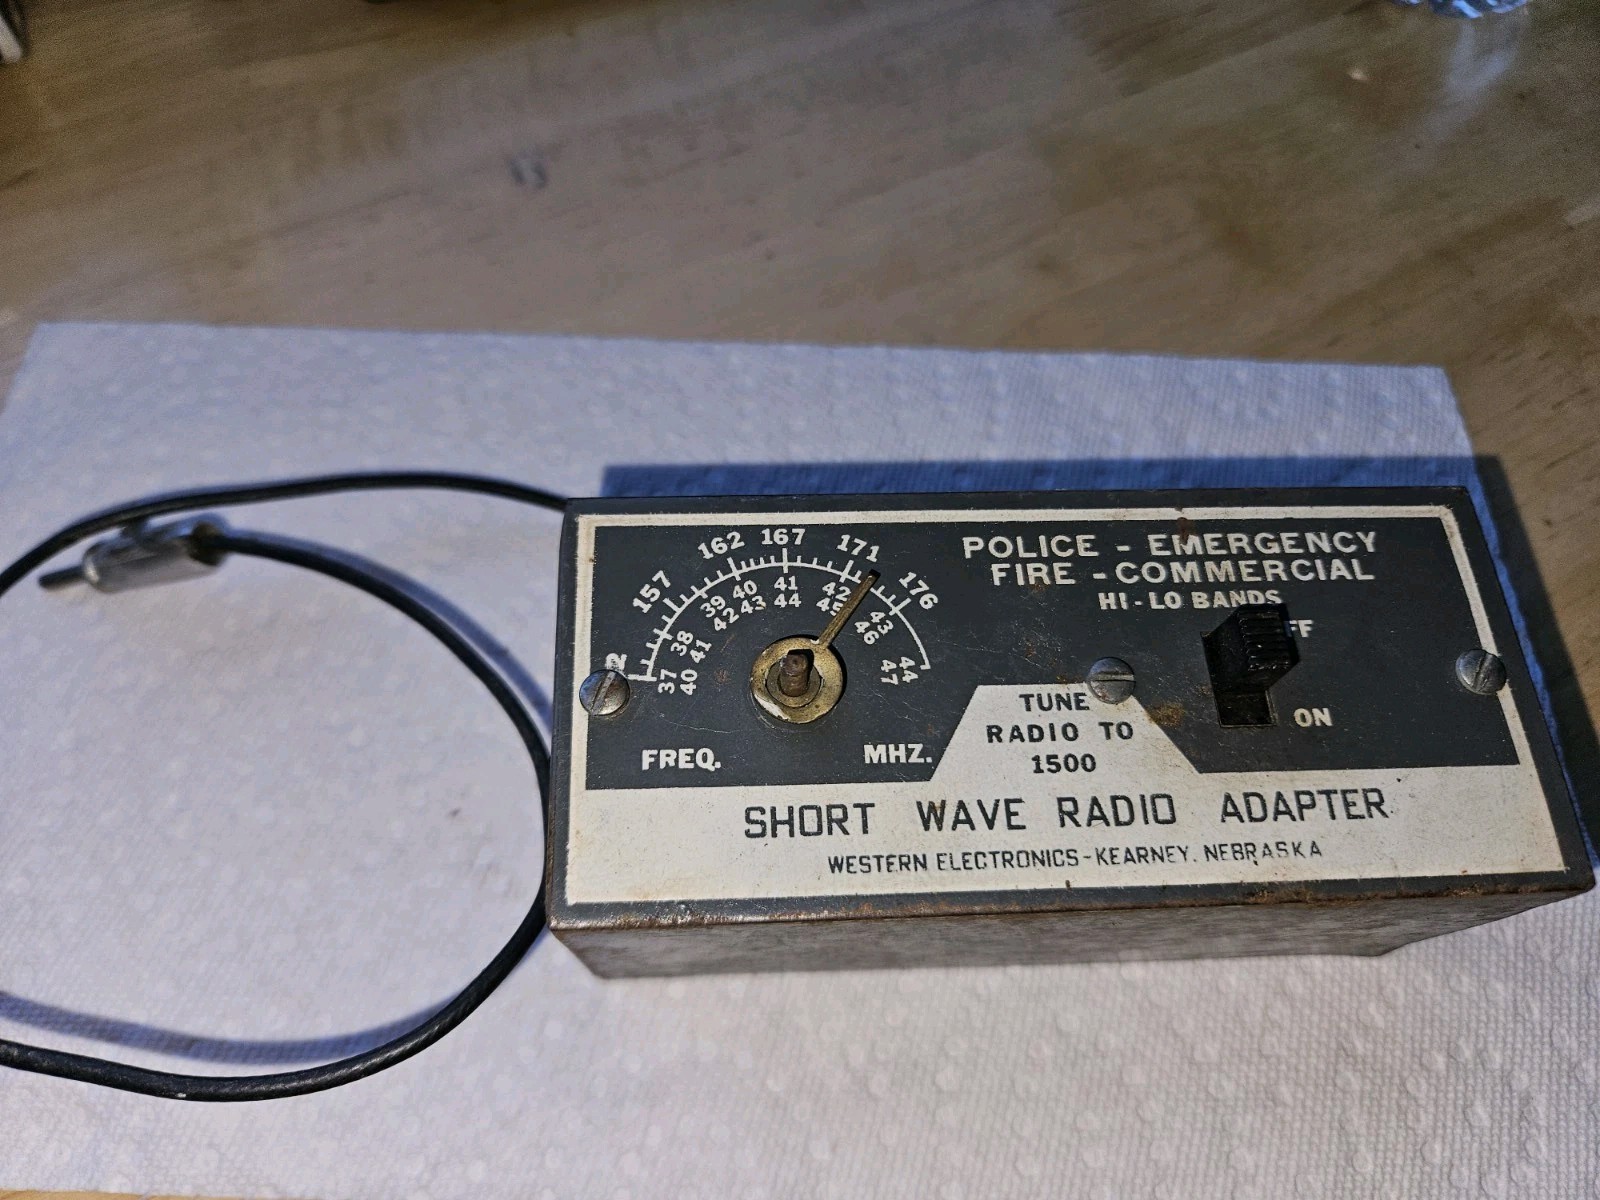 162 167 171
157 176
39 40 41 42 43
38 42 43 44 45 46
37 41 44
40 47
POLICE - EMERGENCY
FIRE - COMMERCIAL
HI-LO BANDS
ON
FREQ. MHZ.
TUNE
RADIO TO
1500
SHORT WAVE RADIO ADAPTER
WESTERN ELECTRONICS-KEARNEY, NEBRASKA